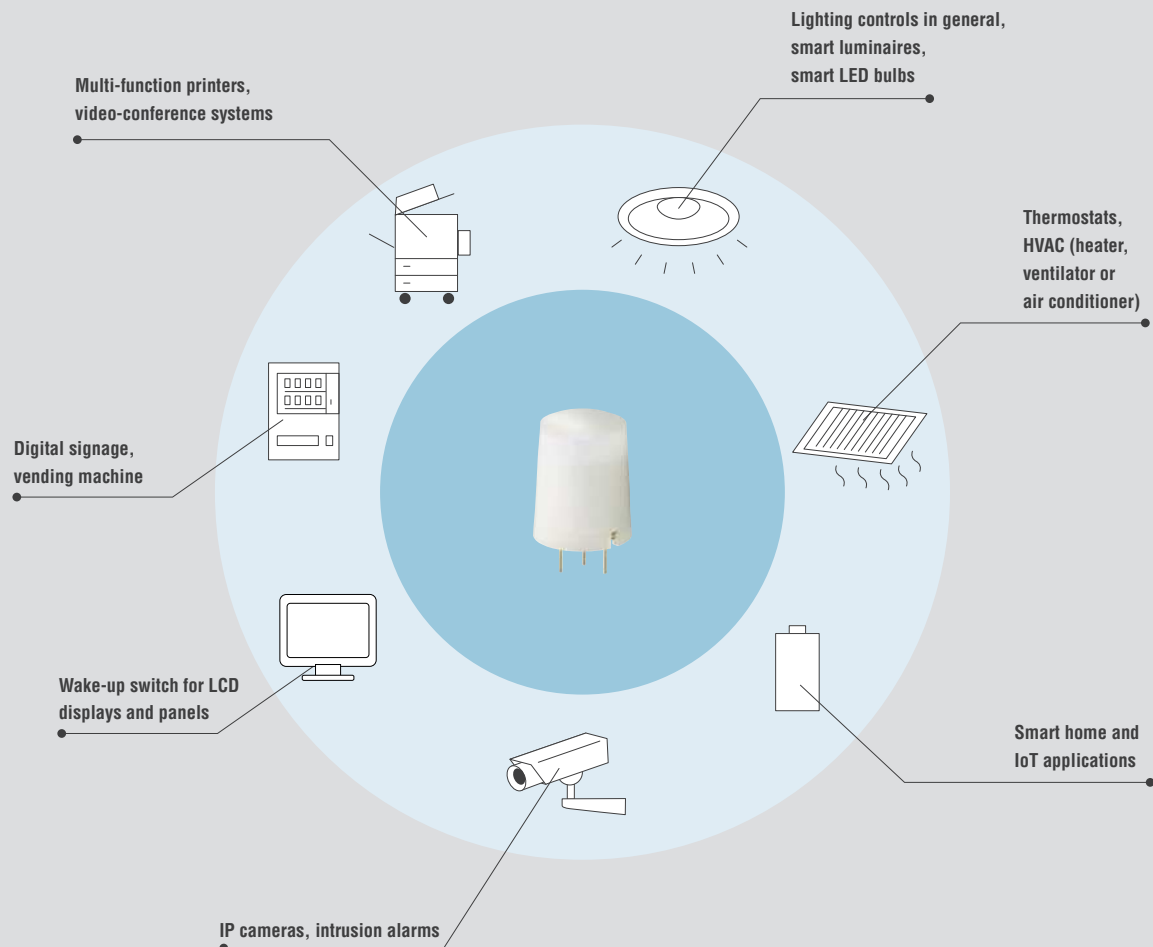 Lighting controls in general,
smart luminaires,
smart LED bulbs
Multi-function printers,
video-conference systems
Thermostats,
HVAC (heater,
ventilator or
air conditioner)
Digital signage,
vending machine
Wake-up switch for LCD
displays and panels
Smart home and
IoT applications
IP cameras, intrusion alarms